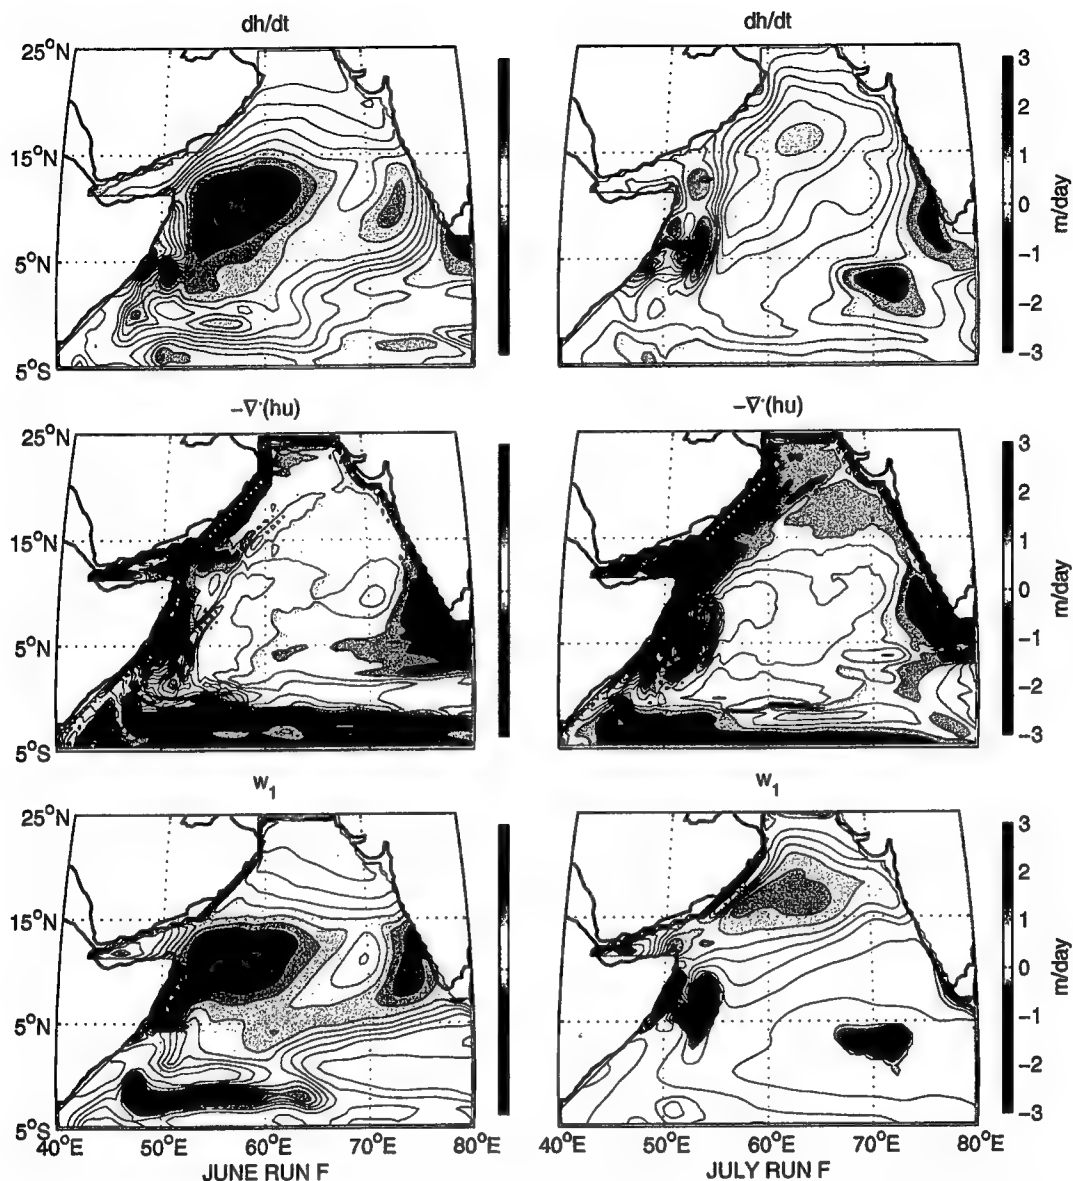 dh/dt dh/dt
25°N 3
2
15°N 1
0 m/day
5°N −1
−2
5°S −3
−∇·(hu) −∇·(hu)
25°N 3
2
15°N 1
0 m/day
5°N −1
−2
5°S −3
w₁ w₁
25°N 3
2
15°N 1
0 m/day
5°N −1
−2
5°S −3
40°E 50°E 60°E 70°E 80°E 40°E 50°E 60°E 70°E 80°E
JUNE RUN F JULY RUN F